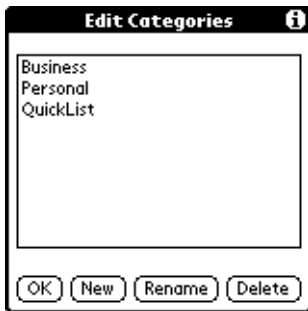 Edit Categories i
Business
Personal
QuickList
OK New Rename Delete